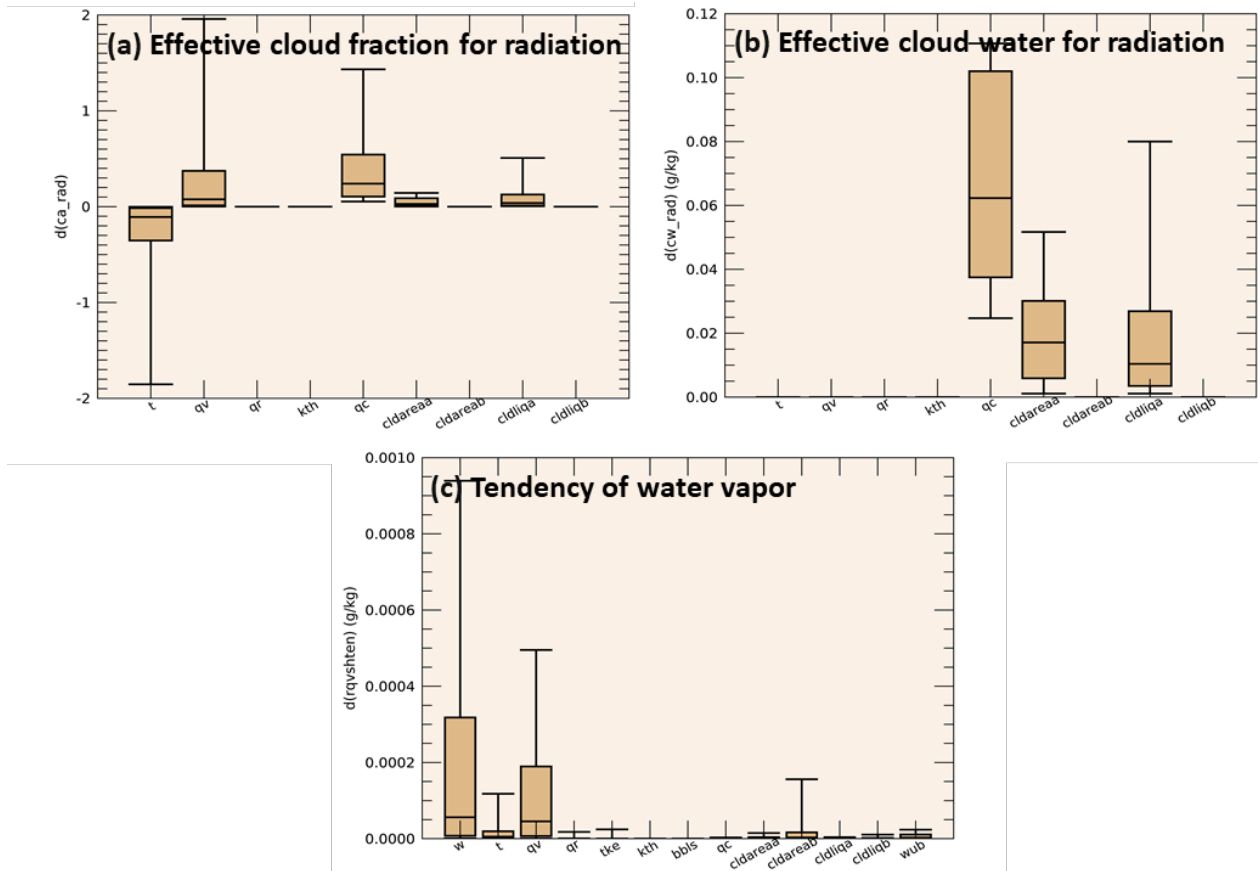 (a) Effective cloud fraction for radiation
2
1
0
-1
-2
d(ca_rad)
t qv qr kth qc cldareaa cldareab cldliqa cldliqb
(b) Effective cloud water for radiation
0.12
0.10
0.08
0.06
0.04
0.02
0.00
d(cw_rad) (g/kg)
t qv qr kth qc cldareaa cldareab cldliqa cldliqb
(c) Tendency of water vapor
0.0010
0.0008
0.0006
0.0004
0.0002
0.0000
d(rqvshten) (g/kg)
w t qv qr tke kth bbls qc cldareaa cldareab cldliqa cldliqb wub